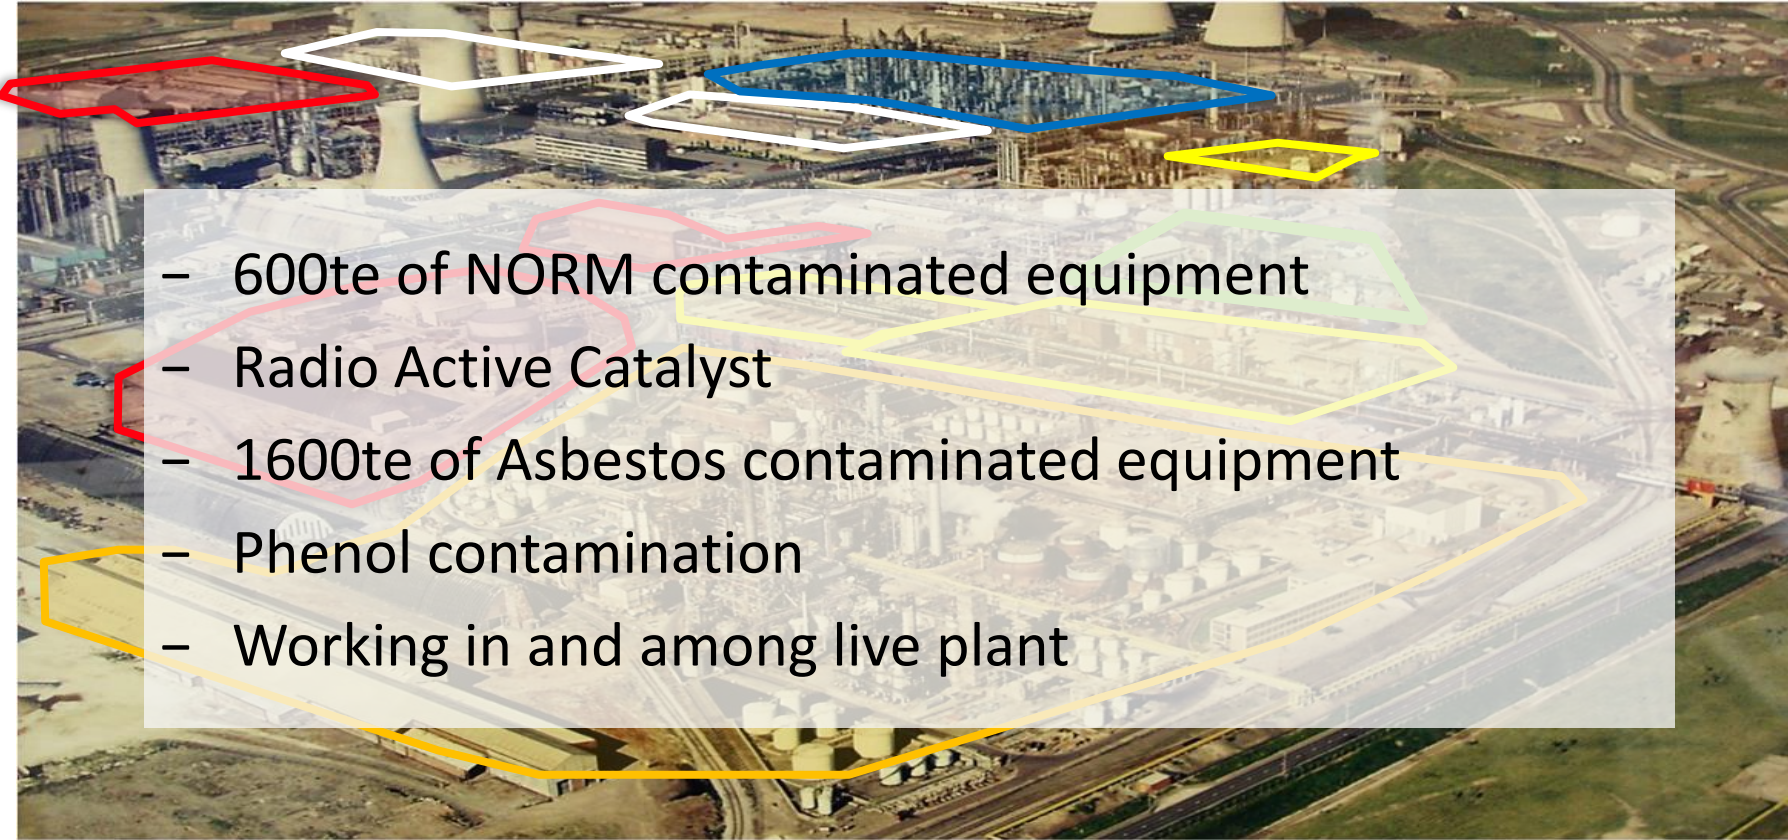 − 600te of NORM contaminated equipment
− Radio Active Catalyst
− 1600te of Asbestos contaminated equipment
− Phenol contamination
− Working in and among live plant